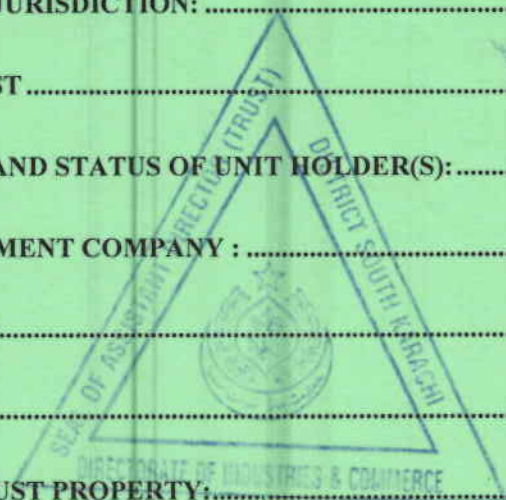 JURISDICTION: ..........................................
ST ..........................................
AND STATUS OF UNIT HOLDER(S): ........
EMENT COMPANY : ..........................................
UST PROPERTY: ..........................................
SEAL OF ASSISTANT DIRECTOR (TRUST)
DISTRICT SOUTH KARACHI
DIRECTORATE OF INDUSTRIES & COMMERCE